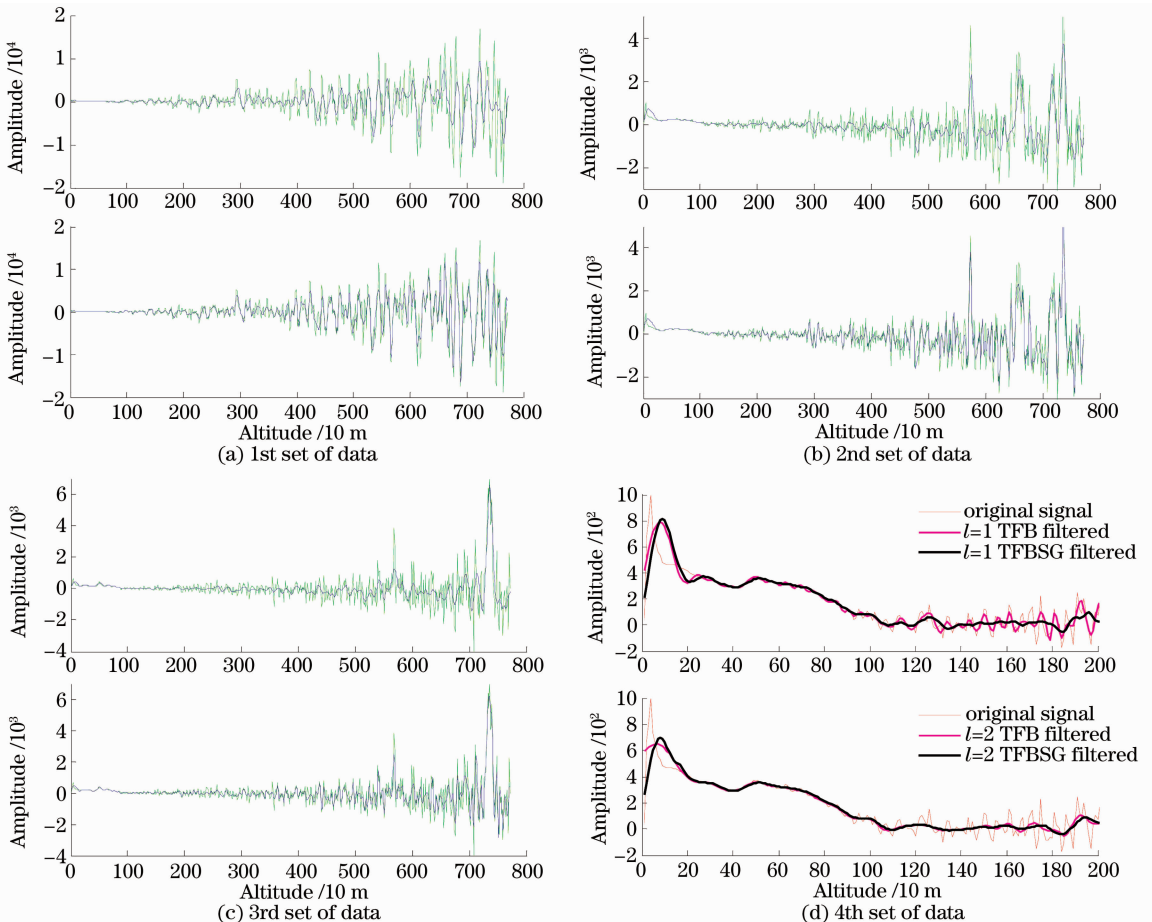 Amplitude /10⁴
2
1
0
−1
−2
0 100 200 300 400 500 600 700 800
Amplitude /10⁴
2
1
0
−1
−2
0 100 200 300 400 500 600 700 800
Altitude /10 m
(a) 1st set of data
Amplitude /10³
4
2
0
−2
0 100 200 300 400 500 600 700 800
Amplitude /10³
4
2
0
−2
0 100 200 300 400 500 600 700 800
Altitude /10 m
(b) 2nd set of data
Amplitude /10³
6
4
2
0
−2
−4
0 100 200 300 400 500 600 700 800
Amplitude /10³
6
4
2
0
−2
−4
0 100 200 300 400 500 600 700 800
Altitude /10 m
(c) 3rd set of data
Amplitude /10²
10
8
6
4
2
0
−2
0 20 40 60 80 100 120 140 160 180 200
original signal
l=1 TFB filtered
l=1 TFBSG filtered
Amplitude /10²
10
8
6
4
2
0
−2
0 20 40 60 80 100 120 140 160 180 200
original signal
l=2 TFB filtered
l=2 TFBSG filtered
Altitude /10 m
(d) 4th set of data